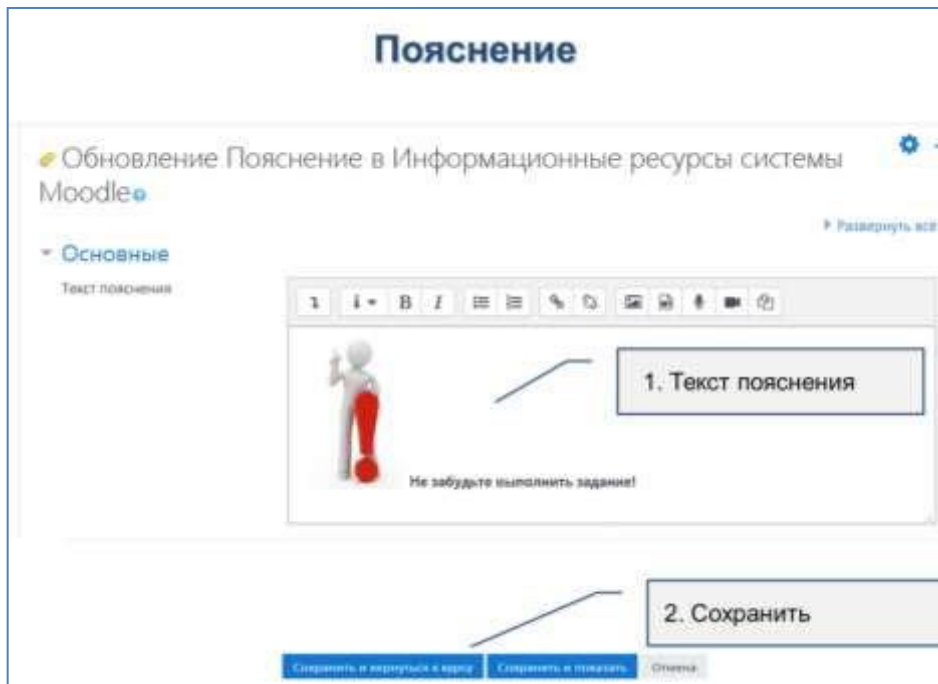 Пояснение
Обновление Пояснение в Информационные ресурсы системы
Moodle
Развернуть всё
Основные
Текст пояснения
B I
1. Текст пояснения
Не забудьте выполнить задание!
2. Сохранить
Сохранить и вернуться к курсу Сохранить и показать Отмена